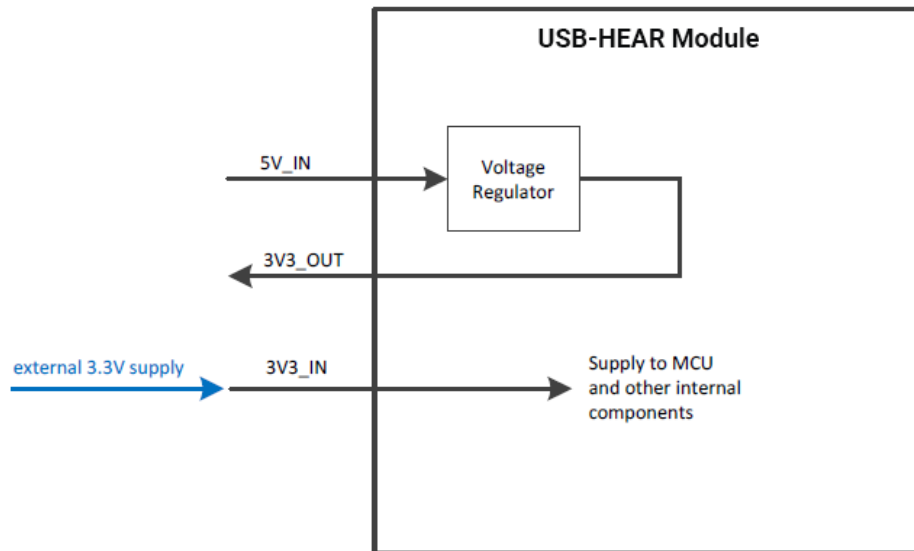 USB-HEAR Module
5V_IN
Voltage
Regulator
3V3_OUT
external 3.3V supply
3V3_IN
Supply to MCU
and other internal
components